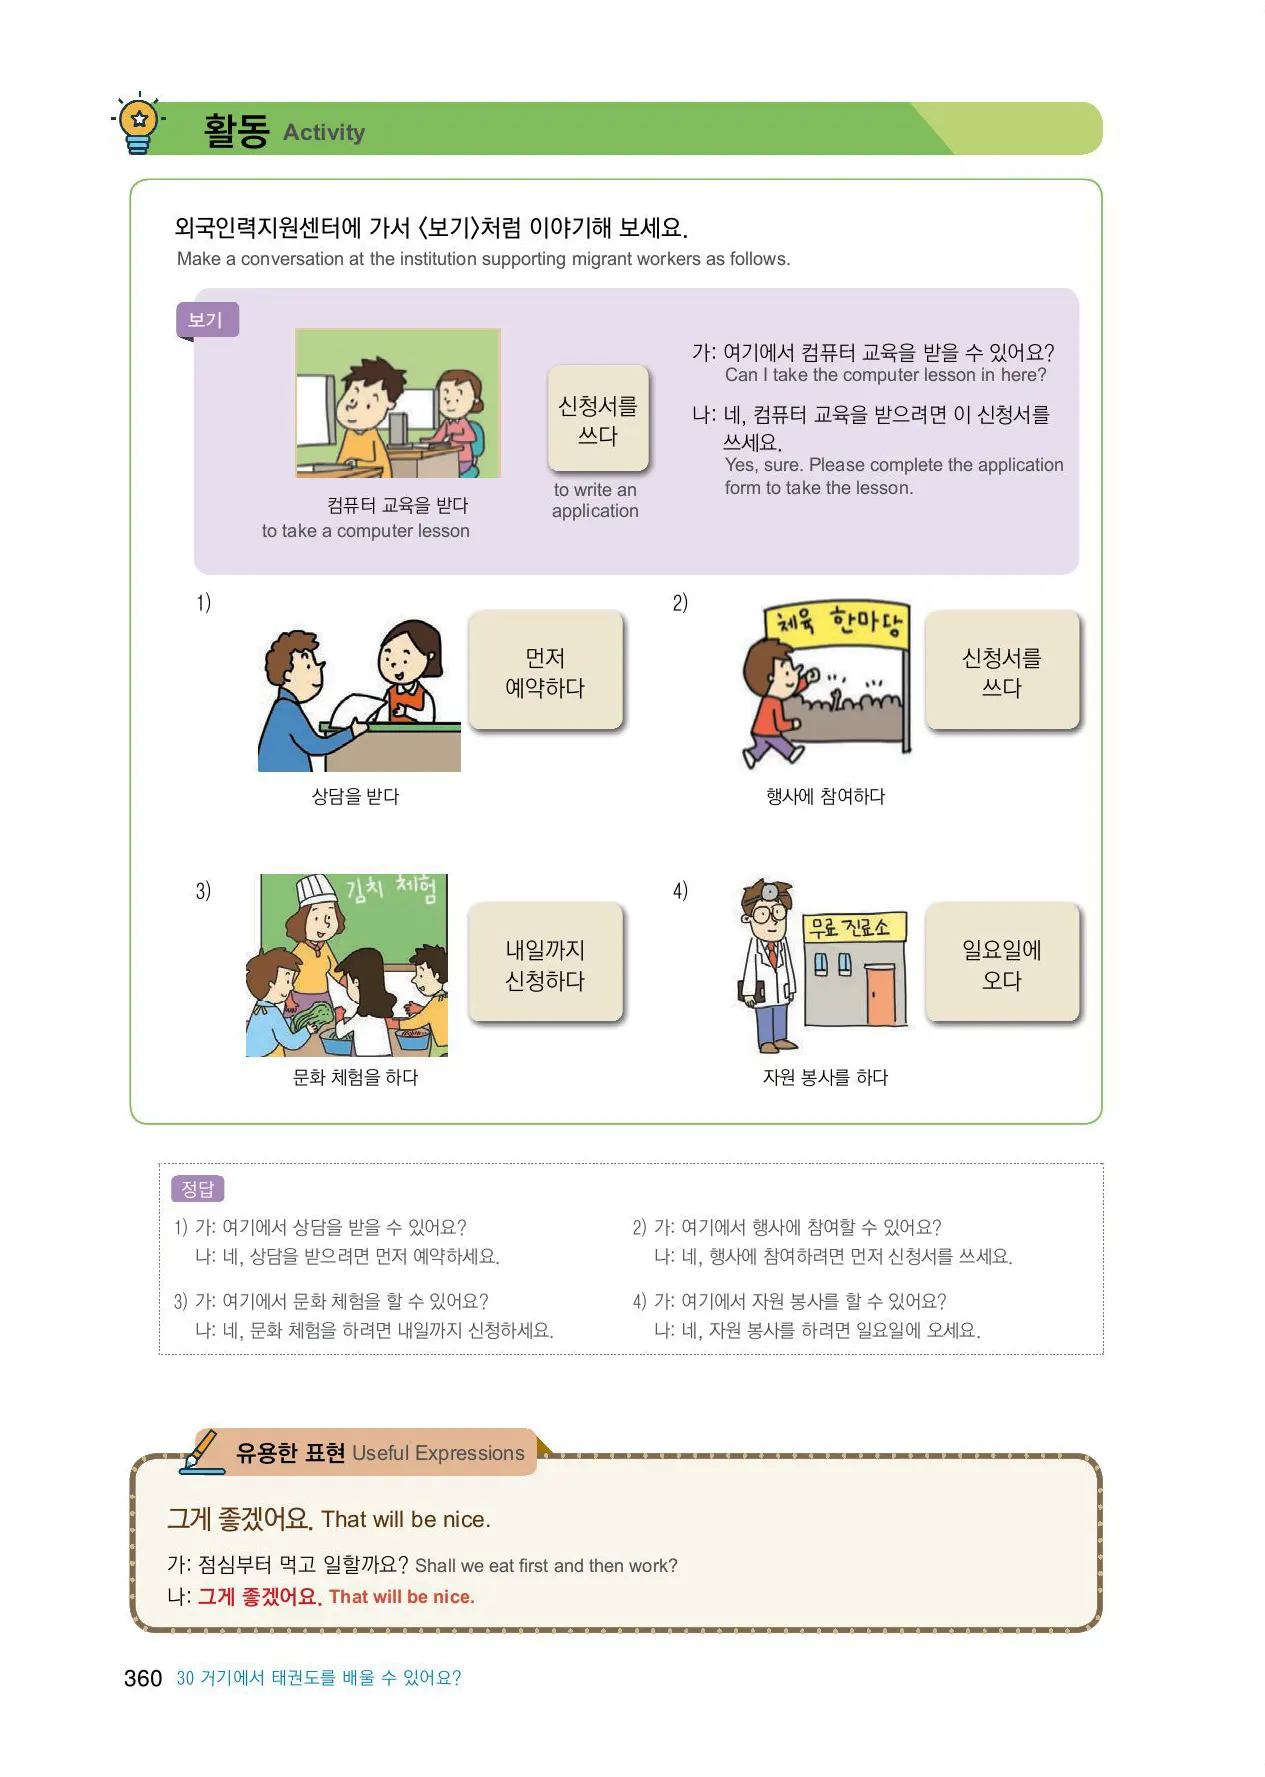 활동 Activity
외국인력지원센터에 가서 <보기>처럼 이야기해 보세요.
Make a conversation at the institution supporting migrant workers as follows.
보기
컴퓨터 교육을 받다
to take a computer lesson
신청서를
쓰다
to write an
application
가: 여기에서 컴퓨터 교육을 받을 수 있어요?
Can I take the computer lesson in here?
나: 네, 컴퓨터 교육을 받으려면 이 신청서를
쓰세요.
Yes, sure. Please complete the application
form to take the lesson.
1)
먼저
예약하다
상담을 받다
2)
체육 한마당
신청서를
쓰다
행사에 참여하다
3)
김치 체험
내일까지
신청하다
문화 체험을 하다
4)
무료 진료소
일요일에
오다
자원 봉사를 하다
정답
1) 가: 여기에서 상담을 받을 수 있어요?
나: 네, 상담을 받으려면 먼저 예약하세요.
2) 가: 여기에서 행사에 참여할 수 있어요?
나: 네, 행사에 참여하려면 먼저 신청서를 쓰세요.
3) 가: 여기에서 문화 체험을 할 수 있어요?
나: 네, 문화 체험을 하려면 내일까지 신청하세요.
4) 가: 여기에서 자원 봉사를 할 수 있어요?
나: 네, 자원 봉사를 하려면 일요일에 오세요.
유용한 표현 Useful Expressions
그게 좋겠어요. That will be nice.
가: 점심부터 먹고 일할까요? Shall we eat first and then work?
나: 그게 좋겠어요. That will be nice.
360 30 거기에서 태권도를 배울 수 있어요?